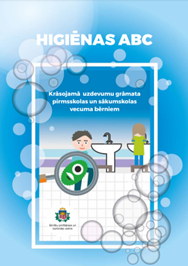 HIGIĒNAS ABC
Krāsojamā uzdevumu grāmata
pirmsskolas un sākumskolas
vecuma bērniem